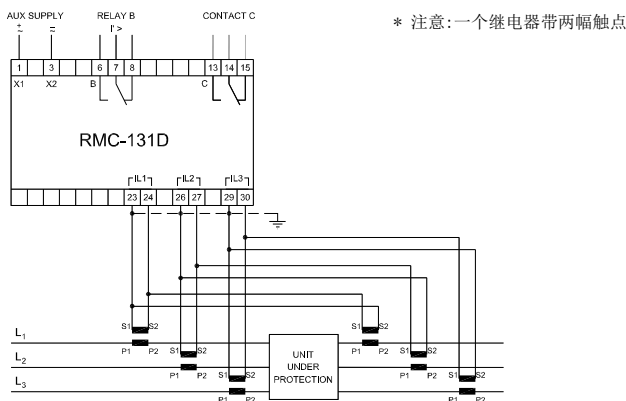 AUX SUPPLY RELAY B CONTACT C
I' >
* 注意:一个继电器带两幅触点
1 3 6 7 8 13 14 15
X1 X2 B C
RMC-131D
IL1 IL2 IL3
23 24 26 27 29 30
L1 S1 S2 S1 S2
P1 P2 P1 P2
L2 S1 S2 S1 S2
P1 P2 P1 P2
L3 S1 S2 S1 S2
P1 P2 P1 P2
UNIT
UNDER
PROTECTION